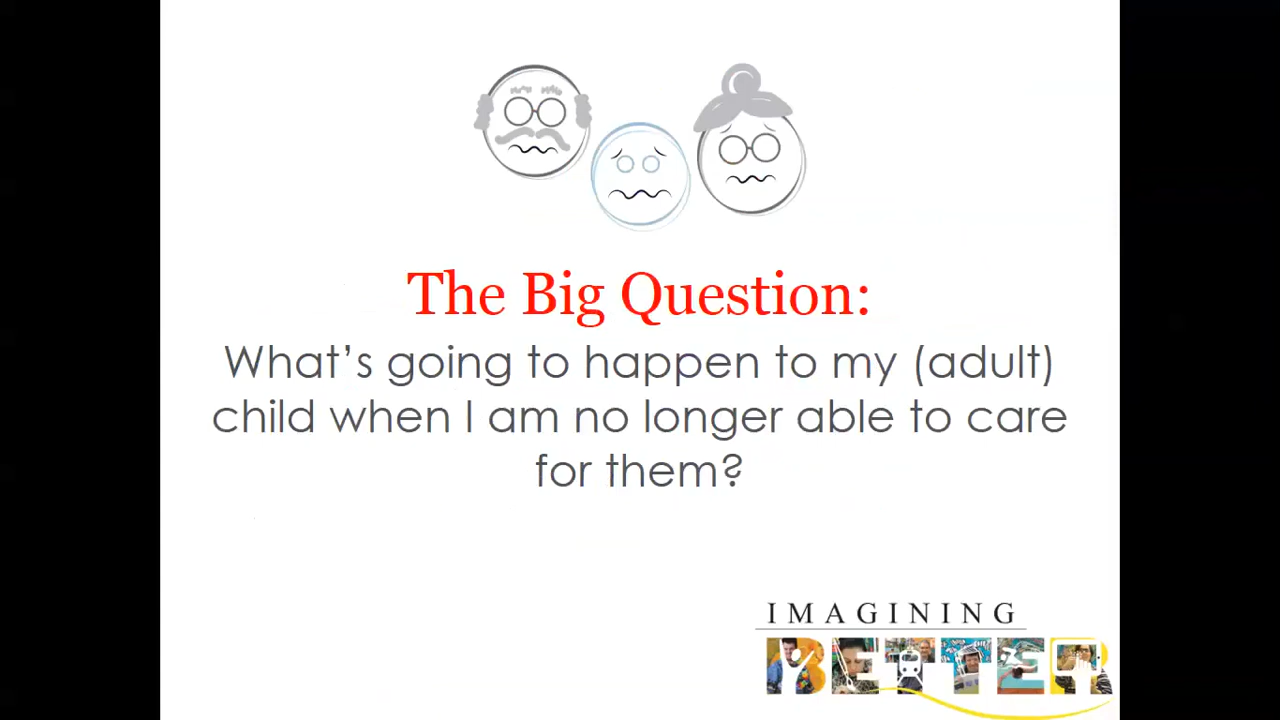 The Big Question:
What's going to happen to my (adult)
child when I am no longer able to care
for them?
IMAGINING
BETTER